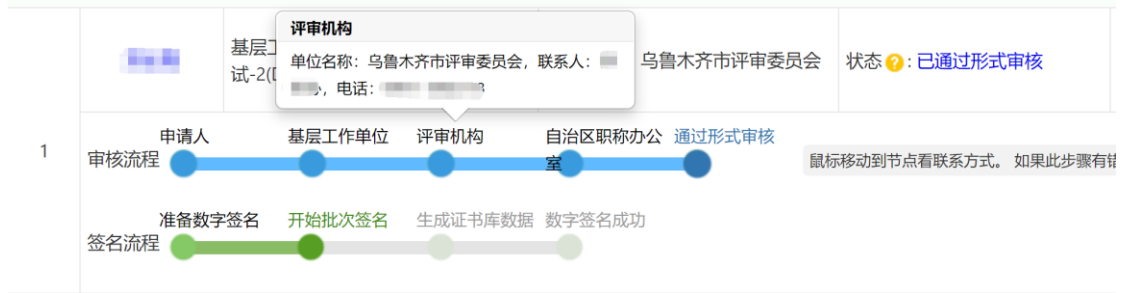 评审机构
单位名称：乌鲁木齐市评审委员会，联系人：
，电话：
基层工
试-2(
乌鲁木齐市评审委员会
状态 ?：已通过形式审核
1
审核流程
申请人
基层工作单位
评审机构
自治区职称办公室
通过形式审核
鼠标移动到节点看联系方式。 如果此步骤有错
签名流程
准备数字签名
开始批次签名
生成证书库数据
数字签名成功